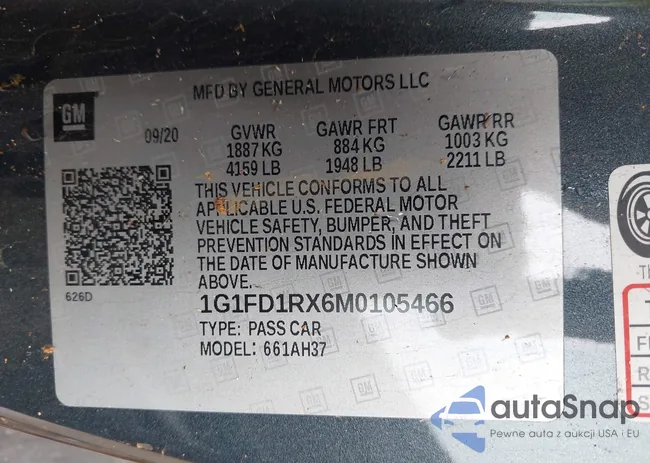 MFD BY GENERAL MOTORS LLC
GM
09/20
GVWR GAWR FRT GAWR RR
1887 KG 884 KG 1003 KG
4159 LB 1948 LB 2211 LB
THIS VEHICLE CONFORMS TO ALL
APPLICABLE U.S. FEDERAL MOTOR
VEHICLE SAFETY, BUMPER, AND THEFT
PREVENTION STANDARDS IN EFFECT ON
THE DATE OF MANUFACTURE SHOWN
ABOVE.
626D
1G1FD1RX6M0105466
TYPE: PASS CAR
MODEL: 661AH37
autaSnap
Pewne auta z aukcji USA i EU